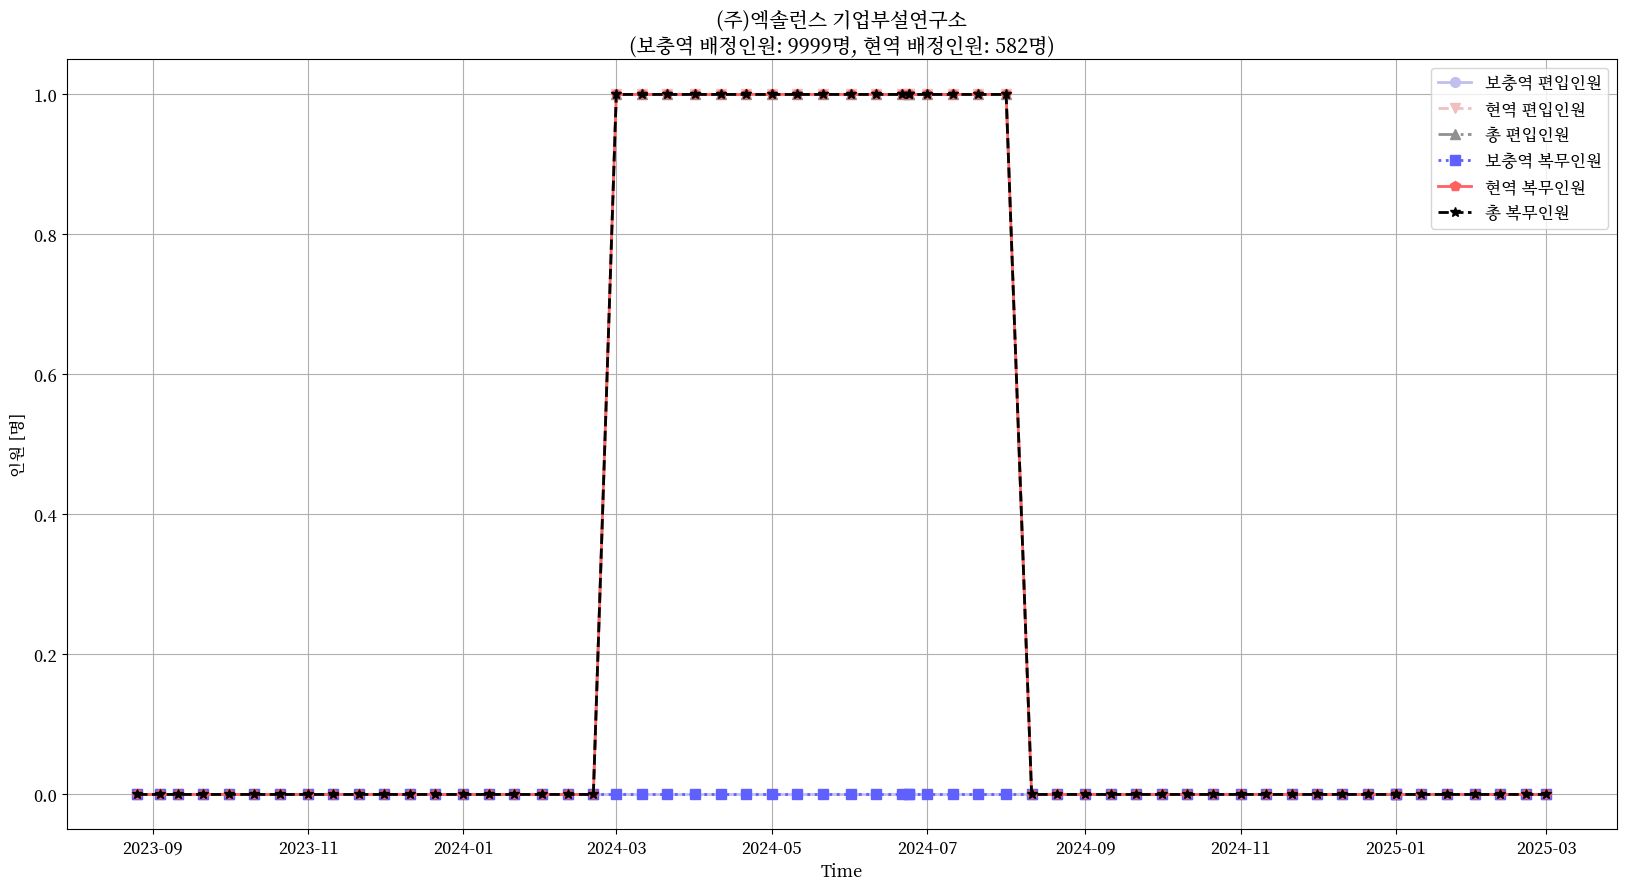 (주)엑솔런스 기업부설연구소
(보충역 배정인원: 9999명, 현역 배정인원: 582명)
보충역 편입인원
현역 편입인원
총 편입인원
보충역 복무인원
현역 복무인원
총 복무인원
인원 [명]
1.0
0.8
0.6
0.4
0.2
0.0
2023-09
2023-11
2024-01
2024-03
2024-05
2024-07
2024-09
2024-11
2025-01
2025-03
Time